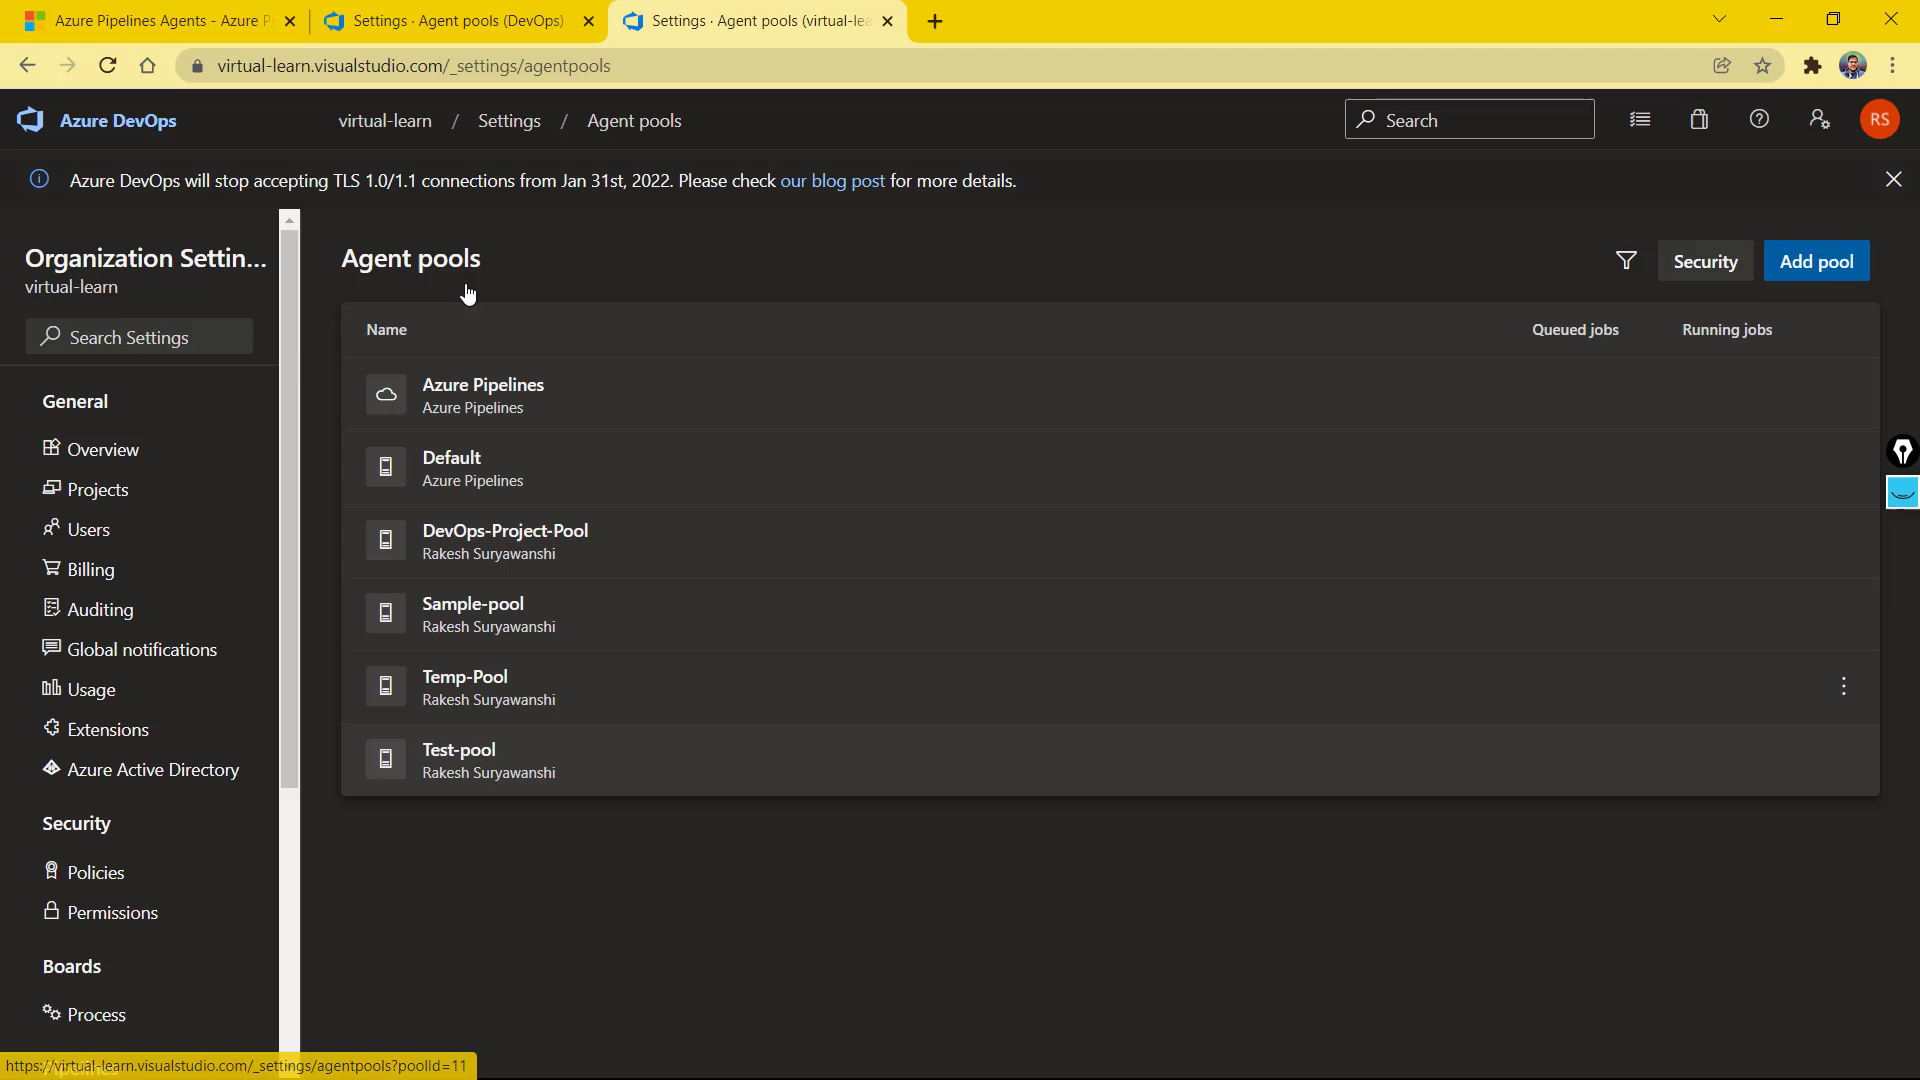 Azure Pipelines Agents - Azure P
Settings · Agent pools (DevOps)
Settings · Agent pools (virtual-lea
virtual-learn.visualstudio.com/_settings/agentpools
Azure DevOps
virtual-learn / Settings / Agent pools
Search
RS
Azure DevOps will stop accepting TLS 1.0/1.1 connections from Jan 31st, 2022. Please check our blog post for more details.
Organization Settin...
virtual-learn
Search Settings
General
Overview
Projects
Users
Billing
Auditing
Global notifications
Usage
Extensions
Azure Active Directory
Security
Policies
Permissions
Boards
Process
Agent pools
Security
Add pool
Name
Queued jobs
Running jobs
Azure Pipelines
Azure Pipelines
Default
Azure Pipelines
DevOps-Project-Pool
Rakesh Suryawanshi
Sample-pool
Rakesh Suryawanshi
Temp-Pool
Rakesh Suryawanshi
Test-pool
Rakesh Suryawanshi
https://virtual-learn.visualstudio.com/_settings/agentpools?poolId=11